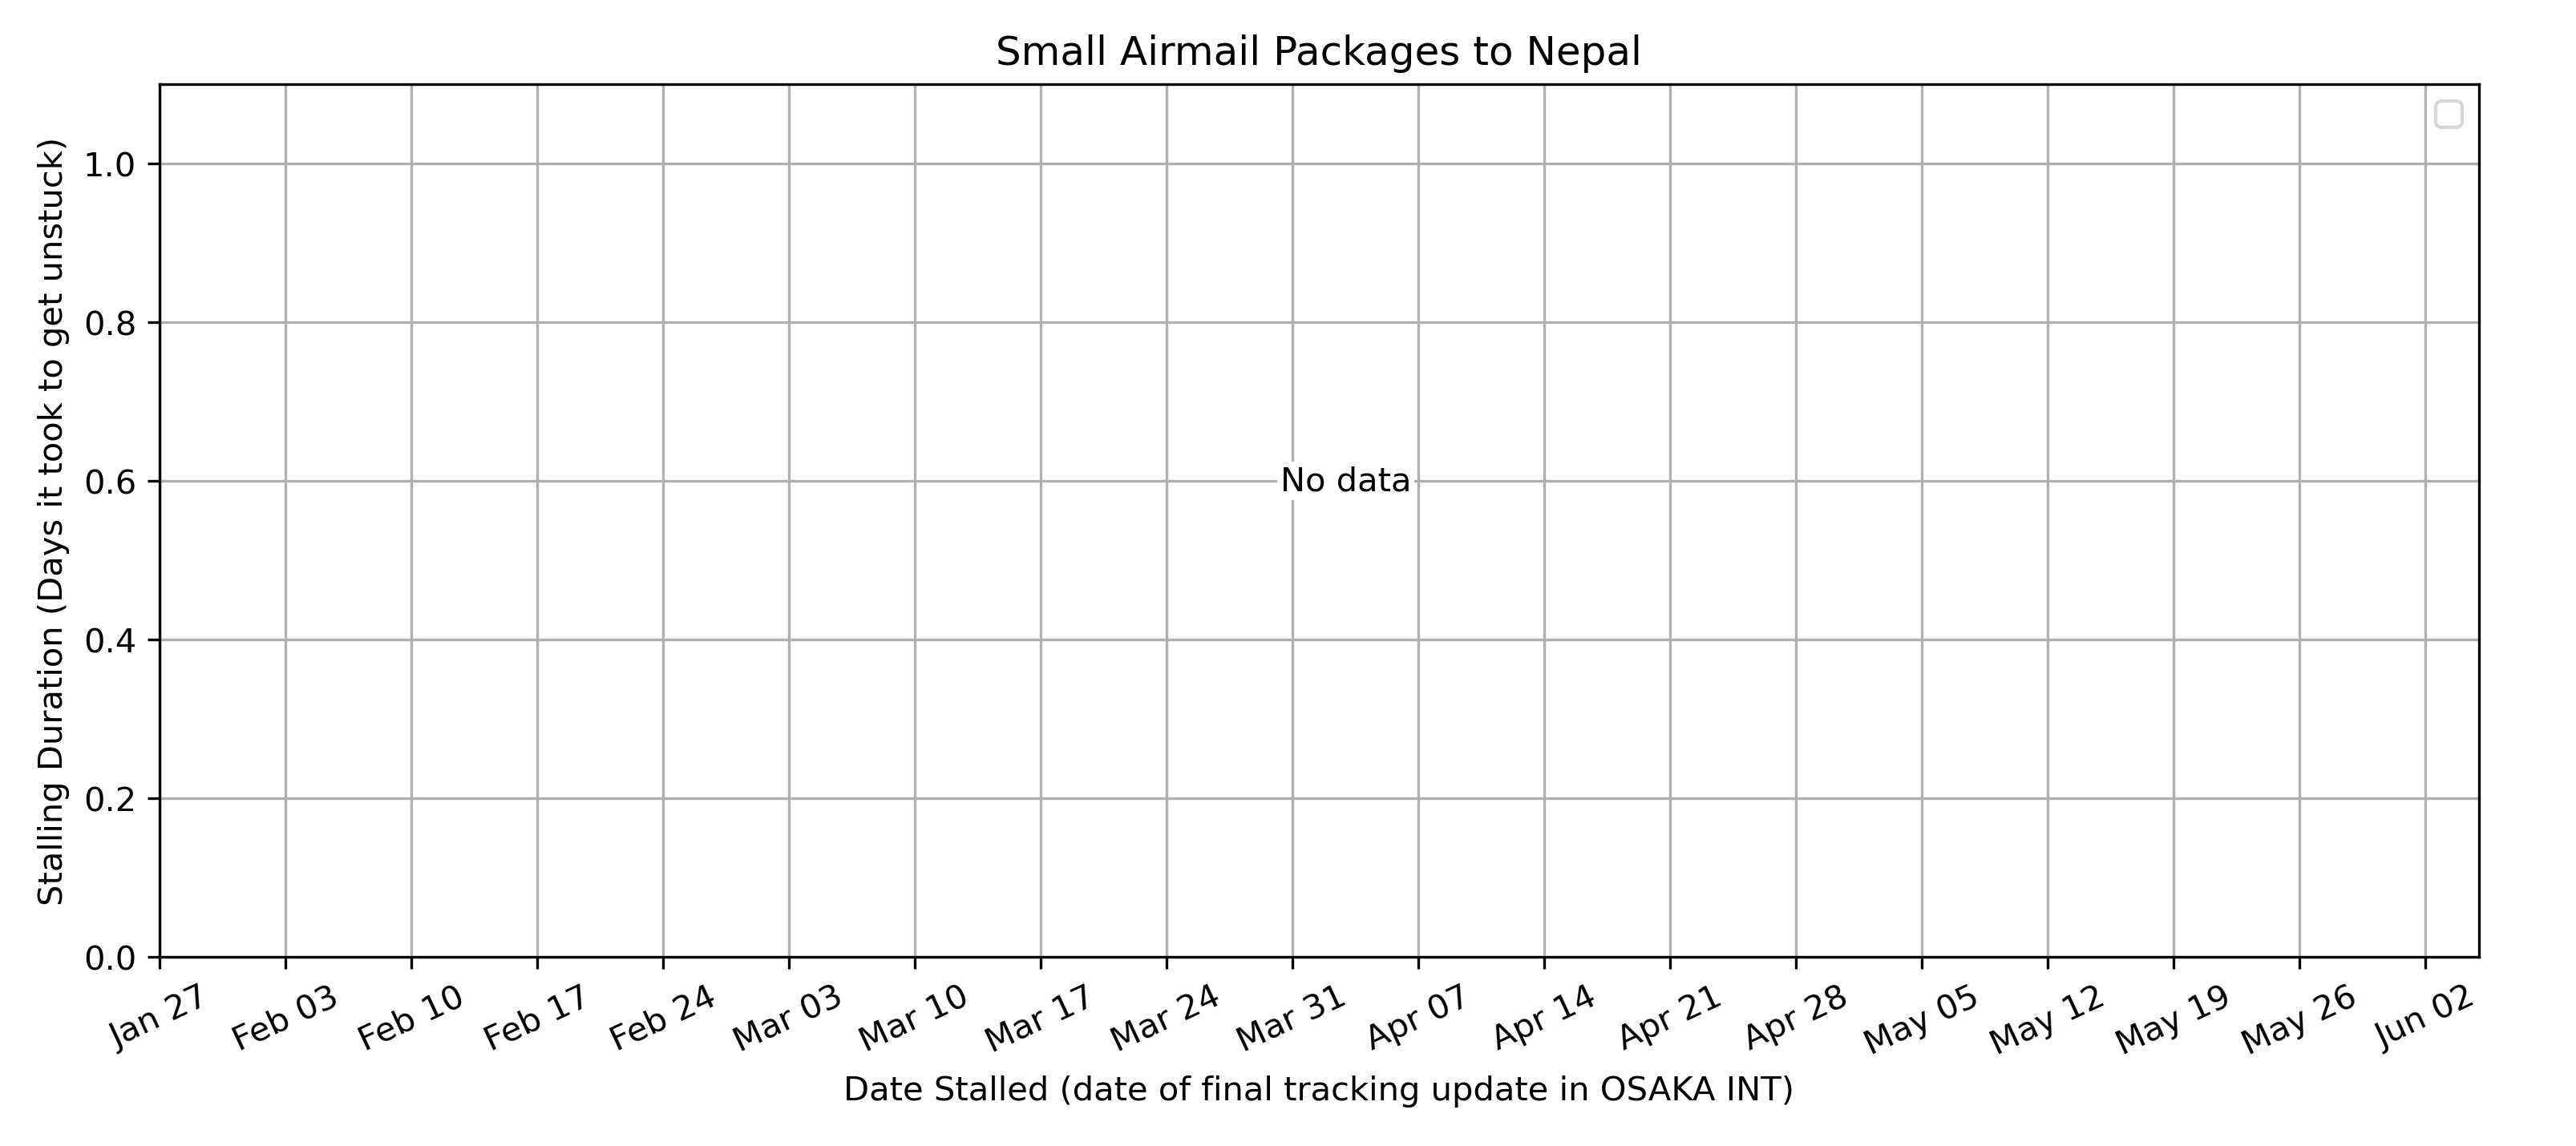 Small Airmail Packages to Nepal
Stalling Duration (Days it took to get unstuck)
1.0
0.8
0.6
0.4
0.2
0.0
No data
Jan 27
Feb 03
Feb 10
Feb 17
Feb 24
Mar 03
Mar 10
Mar 17
Mar 24
Mar 31
Apr 07
Apr 14
Apr 21
Apr 28
May 05
May 12
May 19
May 26
Jun 02
Date Stalled (date of final tracking update in OSAKA INT)